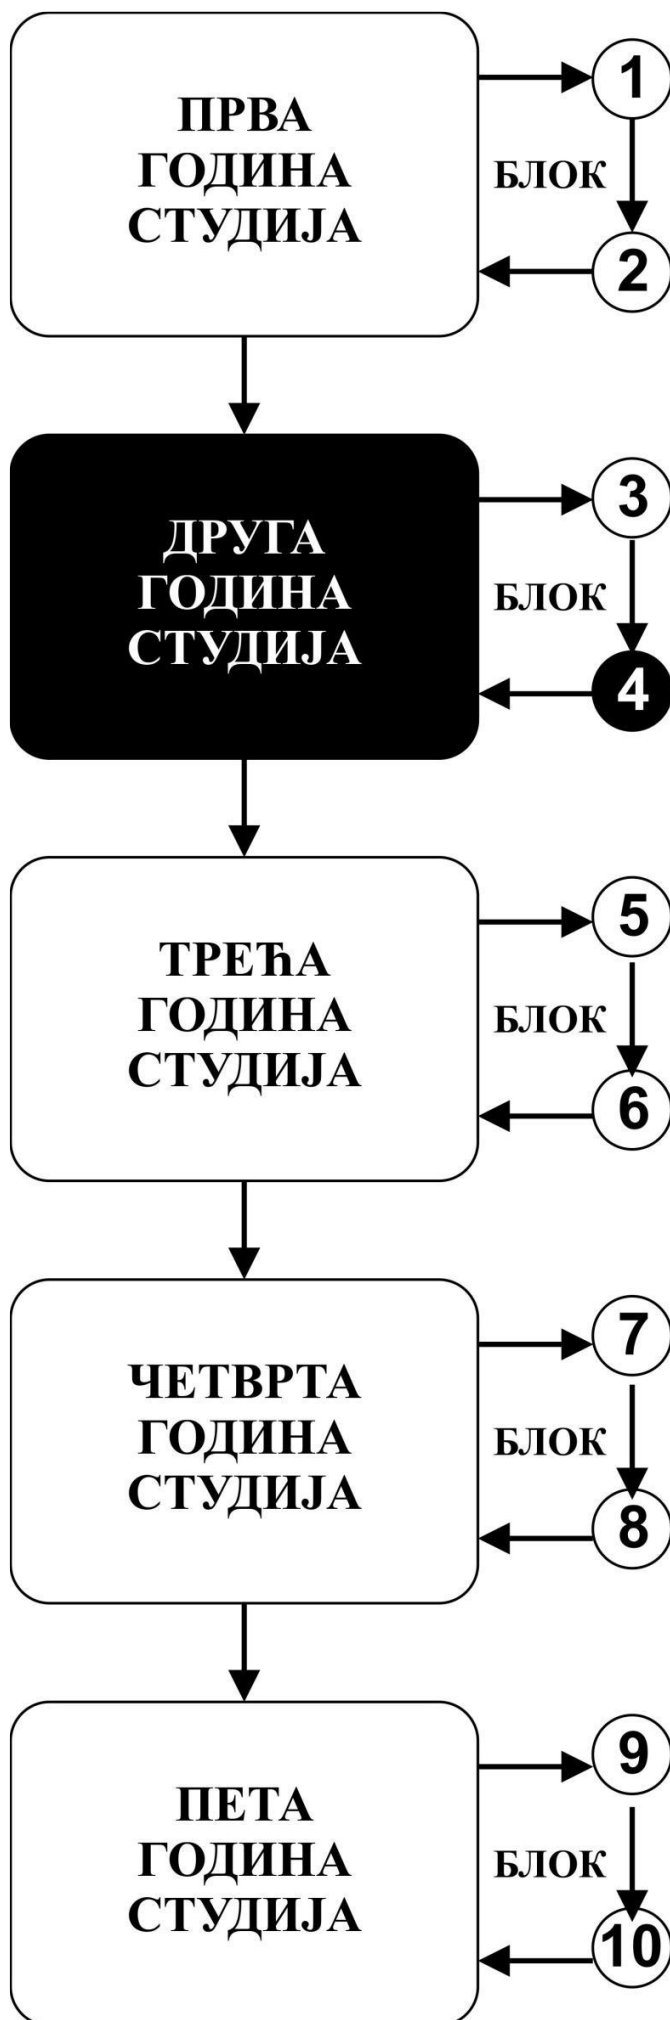 ПРВА
ГОДИНА
СТУДИЈА
1
БЛОК
2
ДРУГА
ГОДИНА
СТУДИЈА
3
БЛОК
4
ТРЕЋА
ГОДИНА
СТУДИЈА
5
БЛОК
6
ЧЕТВРТА
ГОДИНА
СТУДИЈА
7
БЛОК
8
ПЕТА
ГОДИНА
СТУДИЈА
9
БЛОК
10